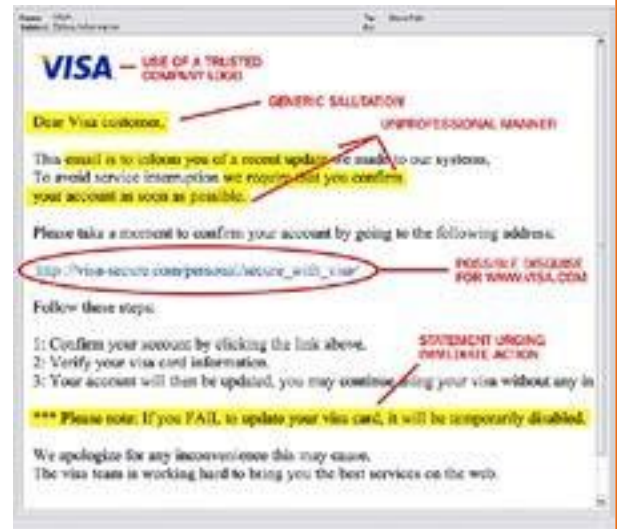 VISA – USE OF A TRUSTED
COMPANY LOGO
GENERIC SALUTATION
Dear Visa customer,
UNPROFESSIONAL MANNER
This email is to inform you of a recent update we made to our systems.
To avoid service interruption we require that you confirm
your account as soon as possible.
Please take a moment to confirm your account by going to the following address.
http://visa-secure.com/personal/secure_with_visa/
POSSIBLE DISGUISE
FOR WWW.VISA.COM
Follow these steps:
STATEMENT URGING
IMMEDIATE ACTION
1: Confirm your account by clicking the link above.
2: Verify your visa card information.
3: Your account will then be updated, you may continue using your visa without any in
*** Please note: If you FAIL to update your visa card, it will be temporarily disabled.
We apologize for any inconvenience this may cause.
The visa team is working hard to bring you the best services on the web.